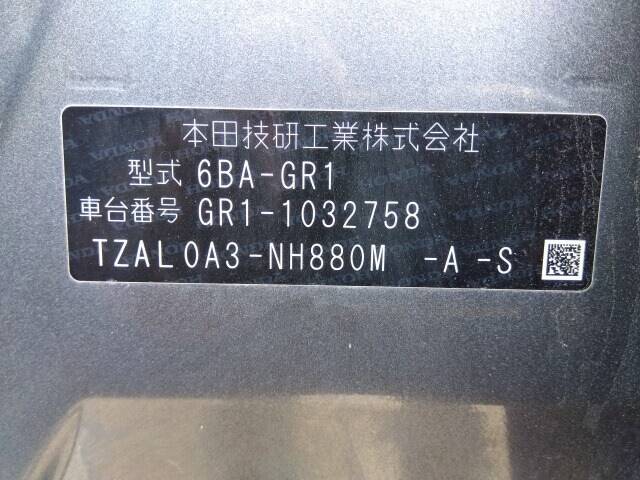 本田技研工業株式会社
型式 6BA-GR1
車台番号 GR1-1032758
TZAL0A3-NH880M -A -S